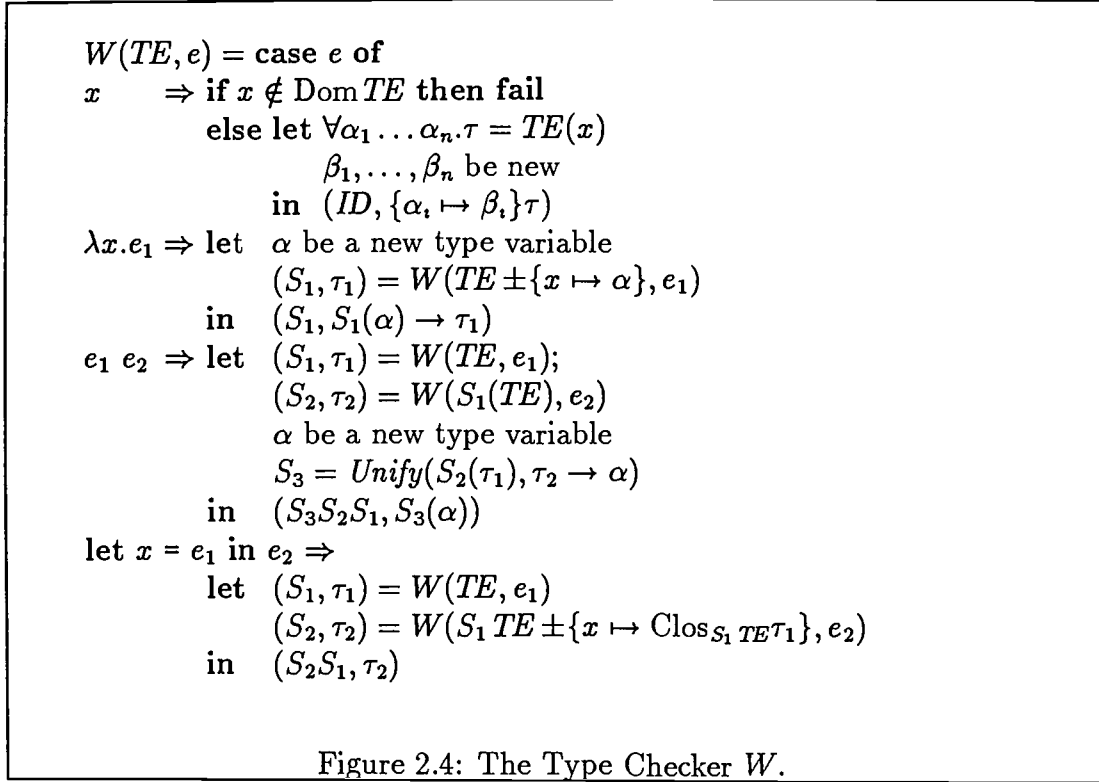 W(TE, e) = case e of
x ⇒ if x ∉ Dom TE then fail
else let ∀α₁ … αₙ.τ = TE(x)
β₁, … , βₙ be new
in (ID, {αᵢ ↦ βᵢ}τ)
λx.e₁ ⇒ let α be a new type variable
(S₁, τ₁) = W(TE ± {x ↦ α}, e₁)
in (S₁, S₁(α) → τ₁)
e₁ e₂ ⇒ let (S₁, τ₁) = W(TE, e₁);
(S₂, τ₂) = W(S₁(TE), e₂)
α be a new type variable
S₃ = Unify(S₂(τ₁), τ₂ → α)
in (S₃S₂S₁, S₃(α))
let x = e₁ in e₂ ⇒
let (S₁, τ₁) = W(TE, e₁)
(S₂, τ₂) = W(S₁ TE ± {x ↦ Clos_{S₁ TE}τ₁}, e₂)
in (S₂S₁, τ₂)
Figure 2.4: The Type Checker W.